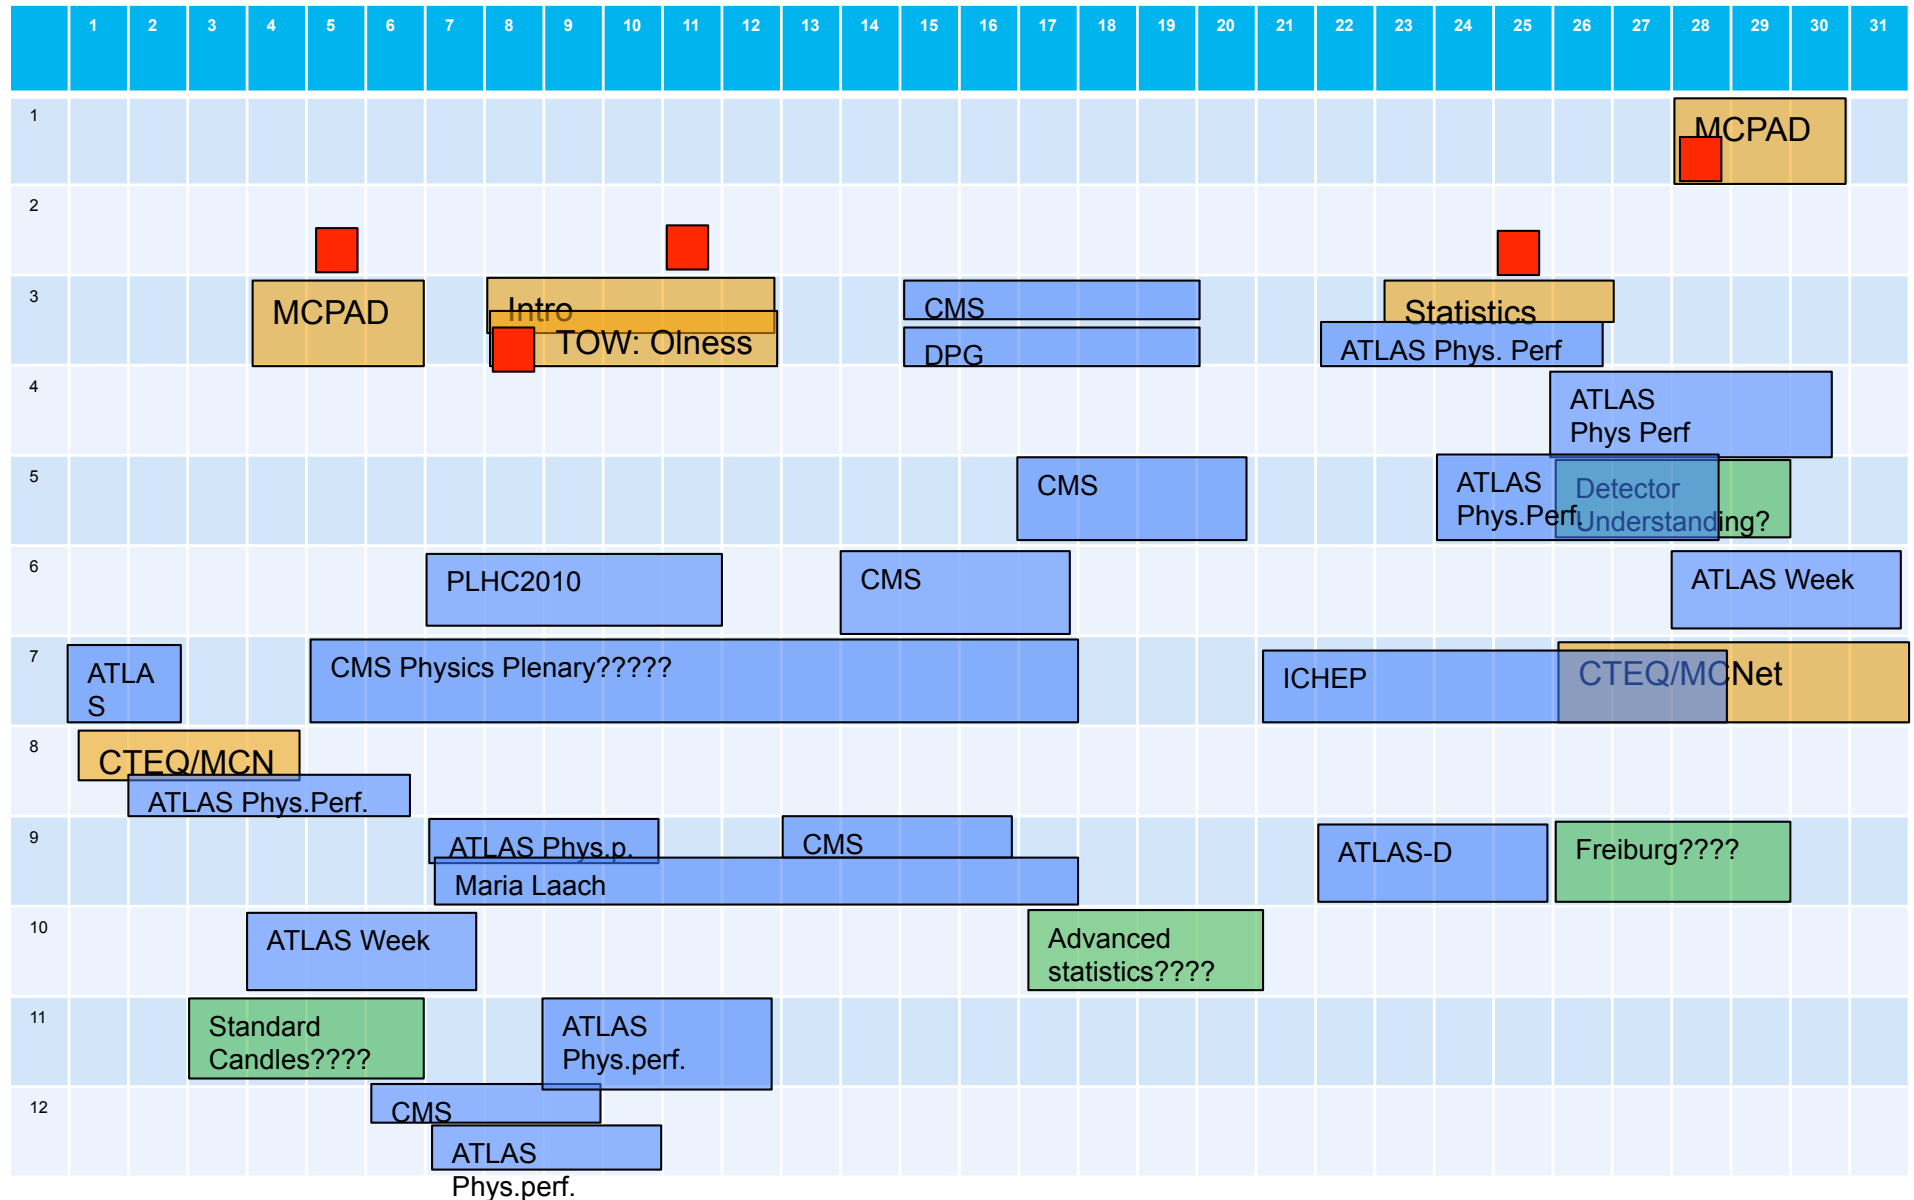 1 2 3 4 5 6 7 8 9 10 11 12 13 14 15 16 17 18 19 20 21 22 23 24 25 26 27 28 29 30 31
1
MCPAD
2
3
MCPAD
Intro
TOW: Olness
CMS
DPG
Statistics
ATLAS Phys. Perf
4
ATLAS
Phys Perf
5
CMS
ATLAS
Phys.Perf.
Detector
Understanding?
6
PLHC2010
CMS
ATLAS Week
7
ATLA
S
CMS Physics Plenary?????
ICHEP
CTEQ/MCNet
8
CTEQ/MCN
ATLAS Phys.Perf.
9
ATLAS Phys.p.
Maria Laach
CMS
ATLAS-D
Freiburg????
10
ATLAS Week
Advanced
statistics????
11
Standard
Candles????
ATLAS
Phys.perf.
12
CMS
ATLAS
Phys.perf.